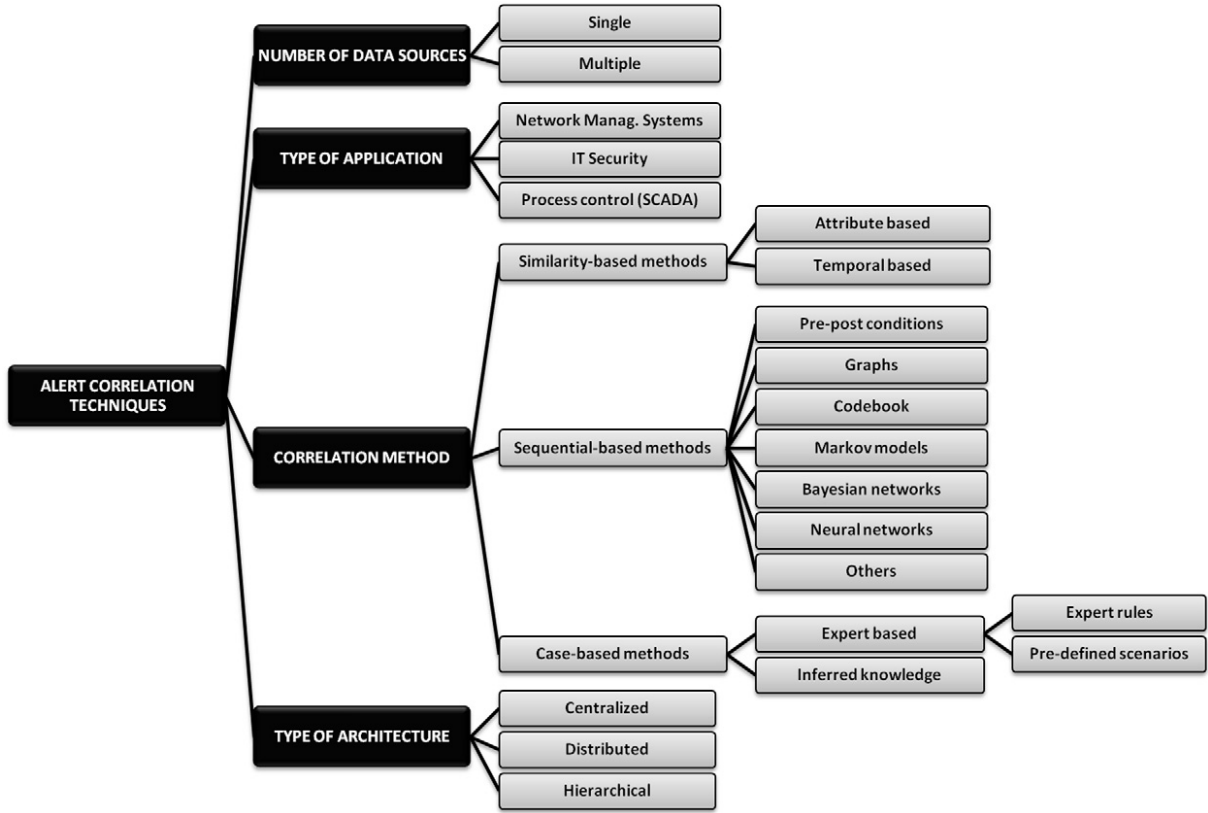 NUMBER OF DATA SOURCES
Single
Multiple
TYPE OF APPLICATION
Network Manag. Systems
IT Security
Process control (SCADA)
ALERT CORRELATION
TECHNIQUES
CORRELATION METHOD
Similarity-based methods
Attribute based
Temporal based
Sequential-based methods
Pre-post conditions
Graphs
Codebook
Markov models
Bayesian networks
Neural networks
Others
Case-based methods
Expert based
Expert rules
Pre-defined scenarios
Inferred knowledge
TYPE OF ARCHITECTURE
Centralized
Distributed
Hierarchical